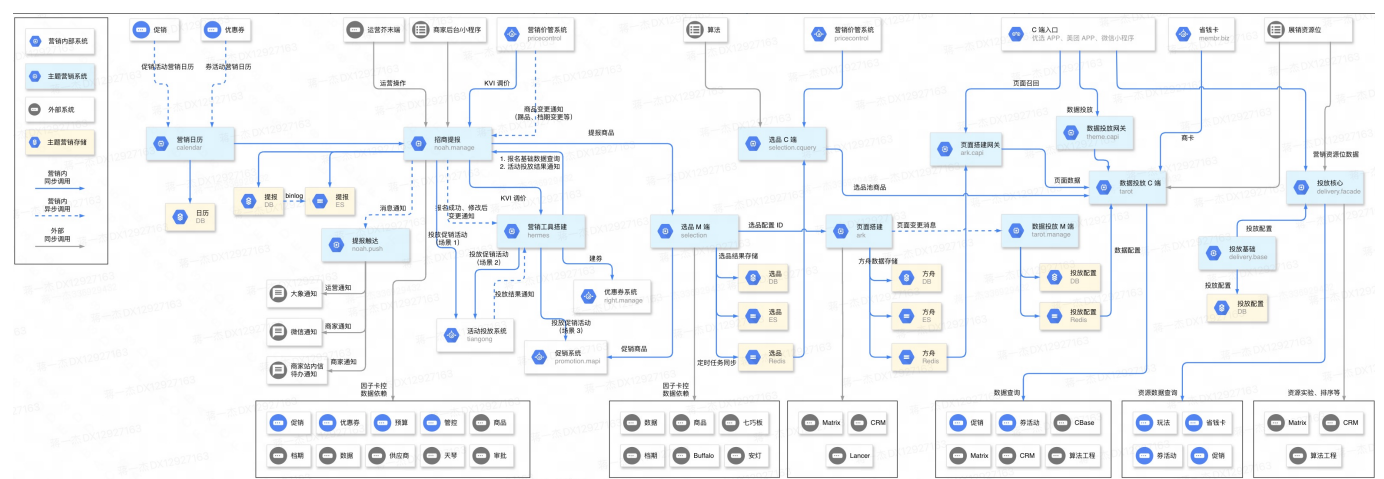 营销内部系统
主题营销系统
外部系统
主题营销存储
营销内
同步调用
营销内
异步调用
外部
同步调用
促销
优惠券
促销活动营销日历
券活动营销日历
营销日历
calendar
日历
DB
运营芥末端
商家后台/小程序
营销价管系统
pricecontrol
运营操作
KVI 调价
商品变更通知
(踢品、档期变更等)
招商提报
noah.manage
提报商品
1. 报名基础数据查询
2. 活动投放结果通知
提报
DB
binlog
提报
ES
消息通知
报名成功、修改后
变更通知
KVI 调价
提报触达
noah.push
投放促销活动
(场景 1)
营销工具搭建
hermes
投放促销活动
(场景 2)
建券
投放结果通知
优惠券系统
right.manage
大象通知
运营通知
微信通知
商家通知
商家站内信
待办通知
商家通知
活动投放系统
tiangong
投放促销活动
(场景 3)
促销系统
promotion.mapi
促销商品
因子卡控
数据依赖
促销
优惠券
预算
管控
商品
档期
数据
供应商
天琴
审批
算法
营销价管系统
pricecontrol
选品 C 端
selection.cquery
选品池商品
选品 M 端
selection
选品配置 ID
选品结果存储
选品
DB
选品
ES
定时任务同步
选品
Redis
因子卡控
数据依赖
数据
商品
七巧板
档期
Buffalo
安灯
页面搭建
ark
页面变更消息
方舟数据存储
方舟
DB
方舟
ES
方舟
Redis
Matrix
CRM
Lancer
C 端入口
优选 APP、美团 APP、微信小程序
省钱卡
membr.biz
展销资源位
页面召回
数据投放
商卡
数据投放网关
theme.capi
页面搭建网关
ark.capi
页面数据
数据投放 C 端
tarot
营销资源位数据
投放核心
delivery.facade
数据投放 M 端
tarot.manage
数据配置
投放配置
DB
投放配置
Redis
投放配置
投放基础
delivery.base
投放配置
投放配置
DB
数据查询
促销
券活动
CBase
Matrix
CRM
算法工程
资源数据查询
玩法
省钱卡
券活动
促销
资源实验、排序等
Matrix
CRM
算法工程